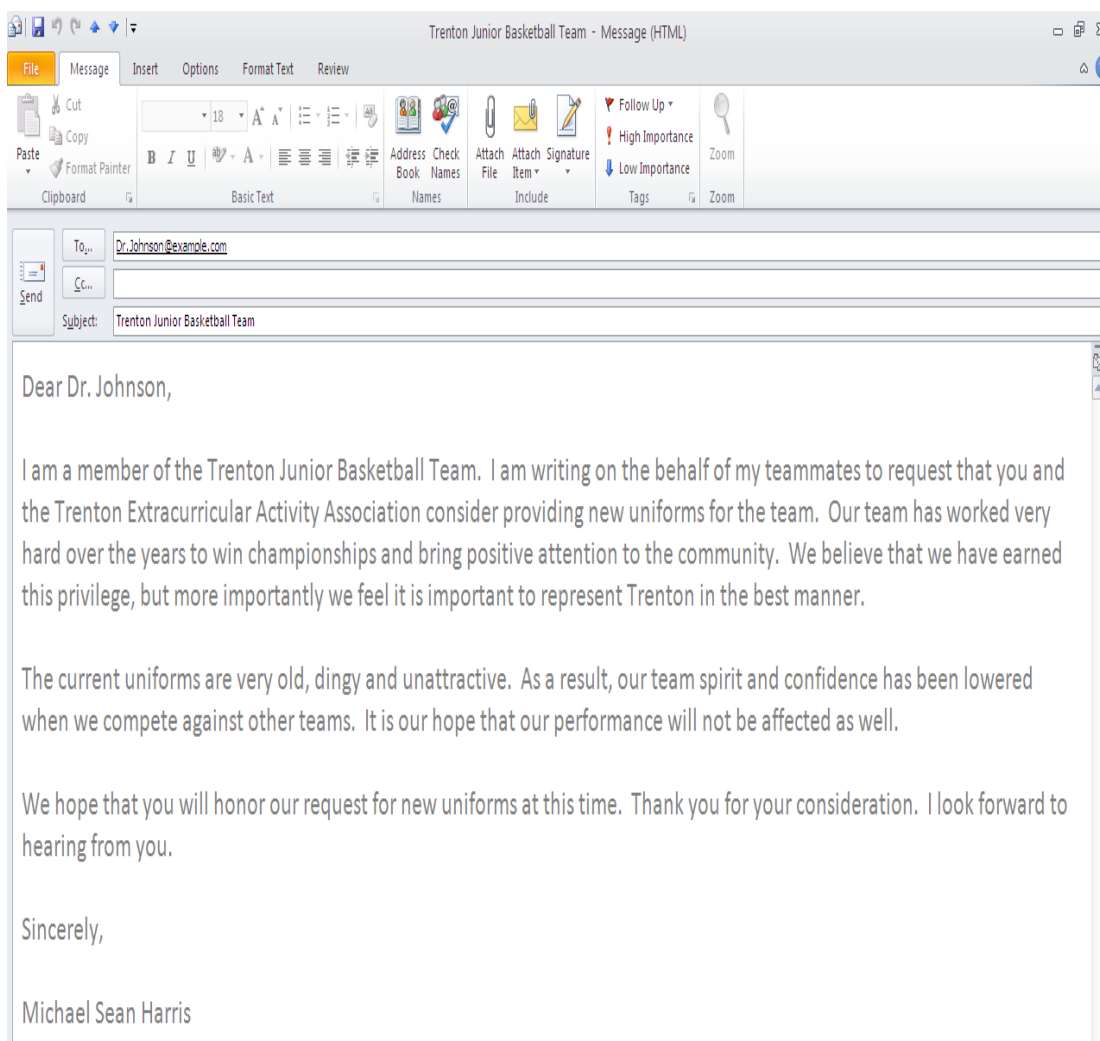 Trenton Junior Basketball Team - Message (HTML)
File Message Insert Options Format Text Review
Cut
Copy
Format Painter
Paste
Clipboard
18
B I U
Basic Text
Address Book
Check Names
Names
Attach File
Attach Item
Signature
Include
Follow Up
High Importance
Low Importance
Tags
Zoom
Zoom
Send
To...
Dr.Johnson@example.com
Cc...
Subject:
Trenton Junior Basketball Team
Dear Dr. Johnson,
I am a member of the Trenton Junior Basketball Team. I am writing on the behalf of my teammates to request that you and
the Trenton Extracurricular Activity Association consider providing new uniforms for the team. Our team has worked very
hard over the years to win championships and bring positive attention to the community. We believe that we have earned
this privilege, but more importantly we feel it is important to represent Trenton in the best manner.
The current uniforms are very old, dingy and unattractive. As a result, our team spirit and confidence has been lowered
when we compete against other teams. It is our hope that our performance will not be affected as well.
We hope that you will honor our request for new uniforms at this time. Thank you for your consideration. I look forward to
hearing from you.
Sincerely,
Michael Sean Harris